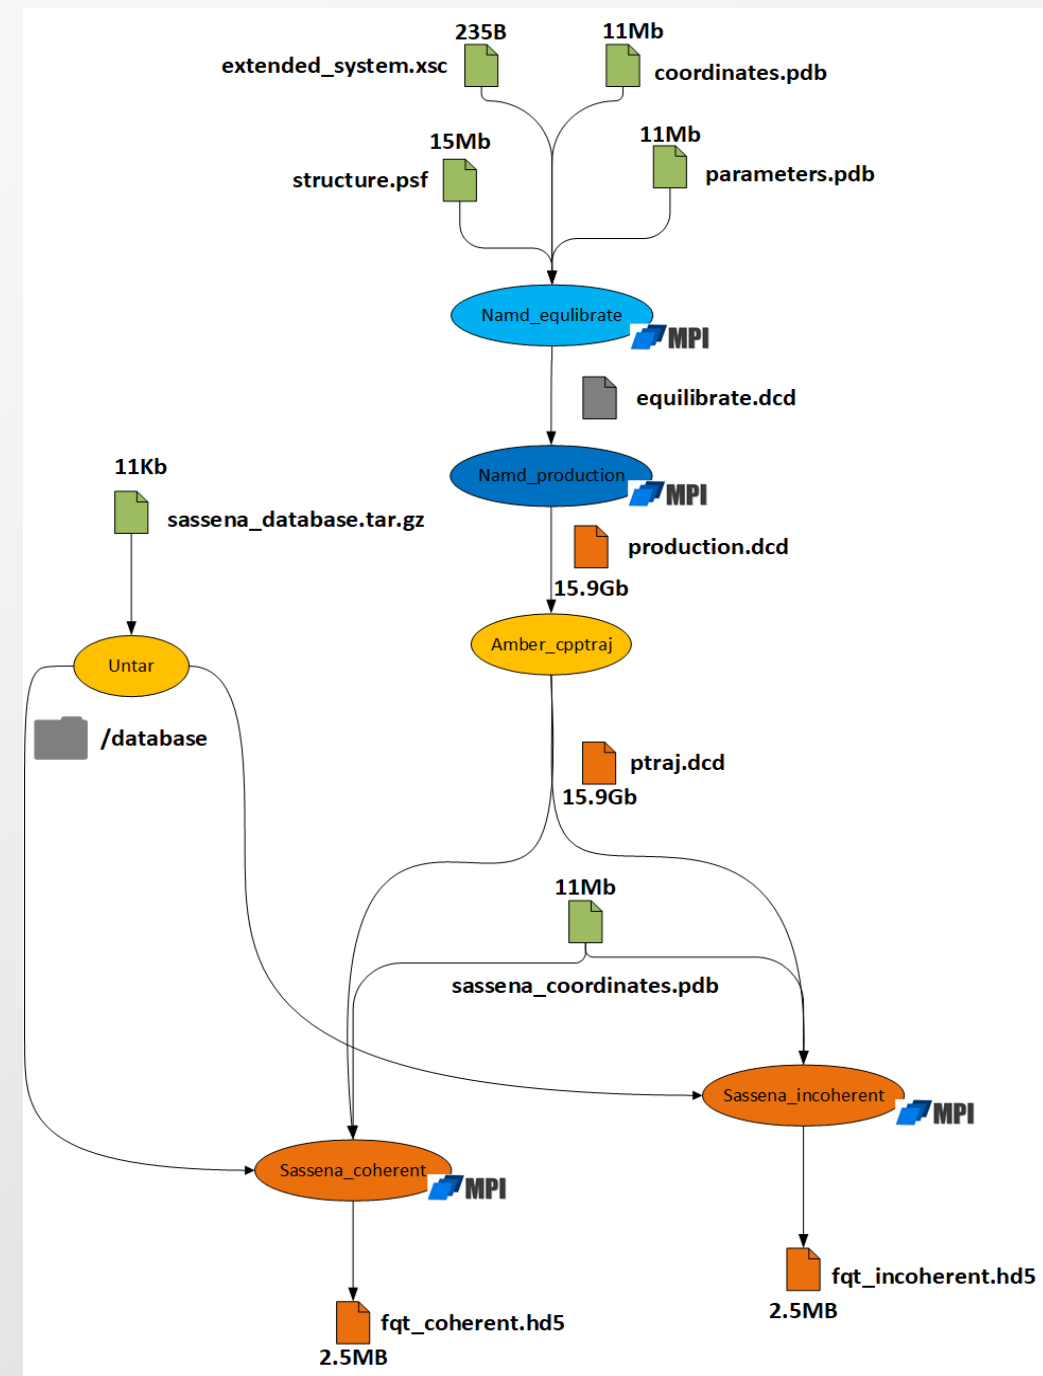 235B
11Mb
extended_system.xsc
coordinates.pdb
15Mb
11Mb
structure.psf
parameters.pdb
Namd_equlibrate
MPI
equilibrate.dcd
11Kb
Namd_production
MPI
sassena_database.tar.gz
production.dcd
15.9Gb
Amber_cpptraj
Untar
/database
ptraj.dcd
15.9Gb
11Mb
sassena_coordinates.pdb
Sassena_incoherent
MPI
Sassena_coherent
MPI
fqt_incoherent.hd5
2.5MB
fqt_coherent.hd5
2.5MB